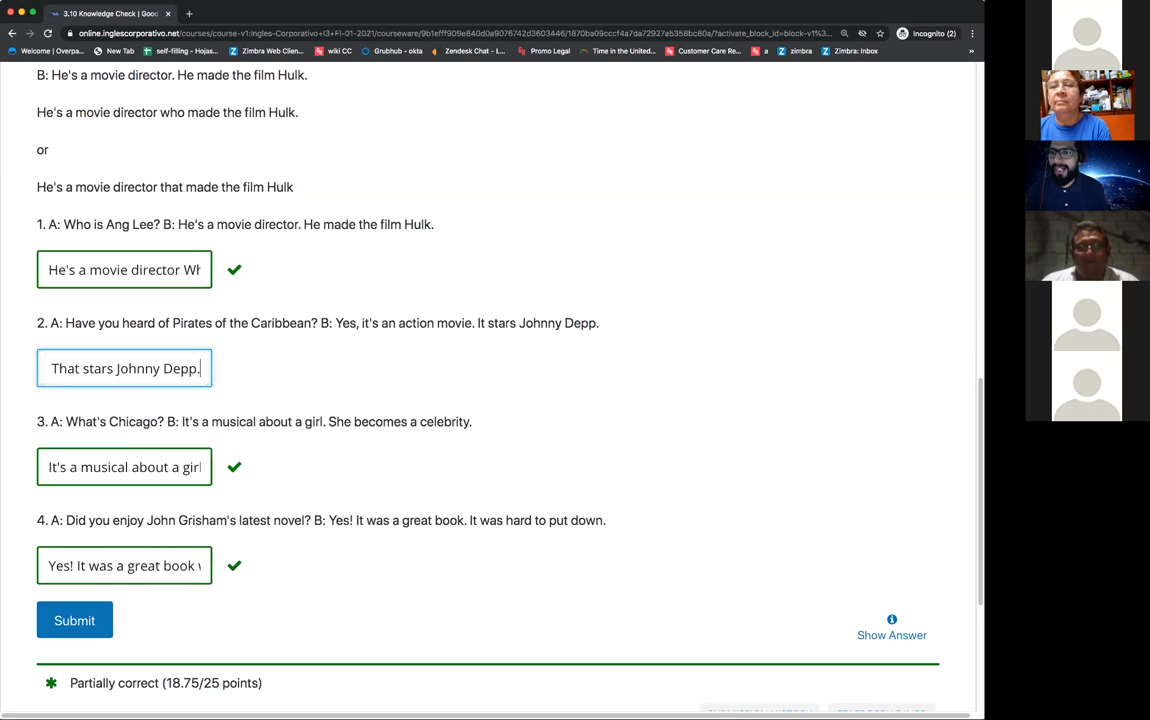 3.10 Knowledge Check | Good
online.inglescorporativo.net/courses/course-v1:Ingles-Corporativo+I3+FI-01-2021/courseware/9b1efff909e840d0a9076742d3603446/1870ba09cccf4a7da72927a5358bc60a/?activate_block_id=block-v1%3... Incognito (2)
Welcome | Overpa... New Tab self-filling - Hojas... Zimbra Web Clien... wiki CC Grubhub - okta Zendesk Chat - L... Promo Legal Time in the United... Customer Care Re... a zimbra Zimbra: Inbox »
B: He's a movie director. He made the film Hulk.
He's a movie director who made the film Hulk.
or
He's a movie director that made the film Hulk
1. A: Who is Ang Lee? B: He's a movie director. He made the film Hulk.
He's a movie director Wh
2. A: Have you heard of Pirates of the Caribbean? B: Yes, it's an action movie. It stars Johnny Depp.
That stars Johnny Depp.
3. A: What's Chicago? B: It's a musical about a girl. She becomes a celebrity.
It's a musical about a girl
4. A: Did you enjoy John Grisham's latest novel? B: Yes! It was a great book. It was hard to put down.
Yes! It was a great book
Submit
Show Answer
Partially correct (18.75/25 points)